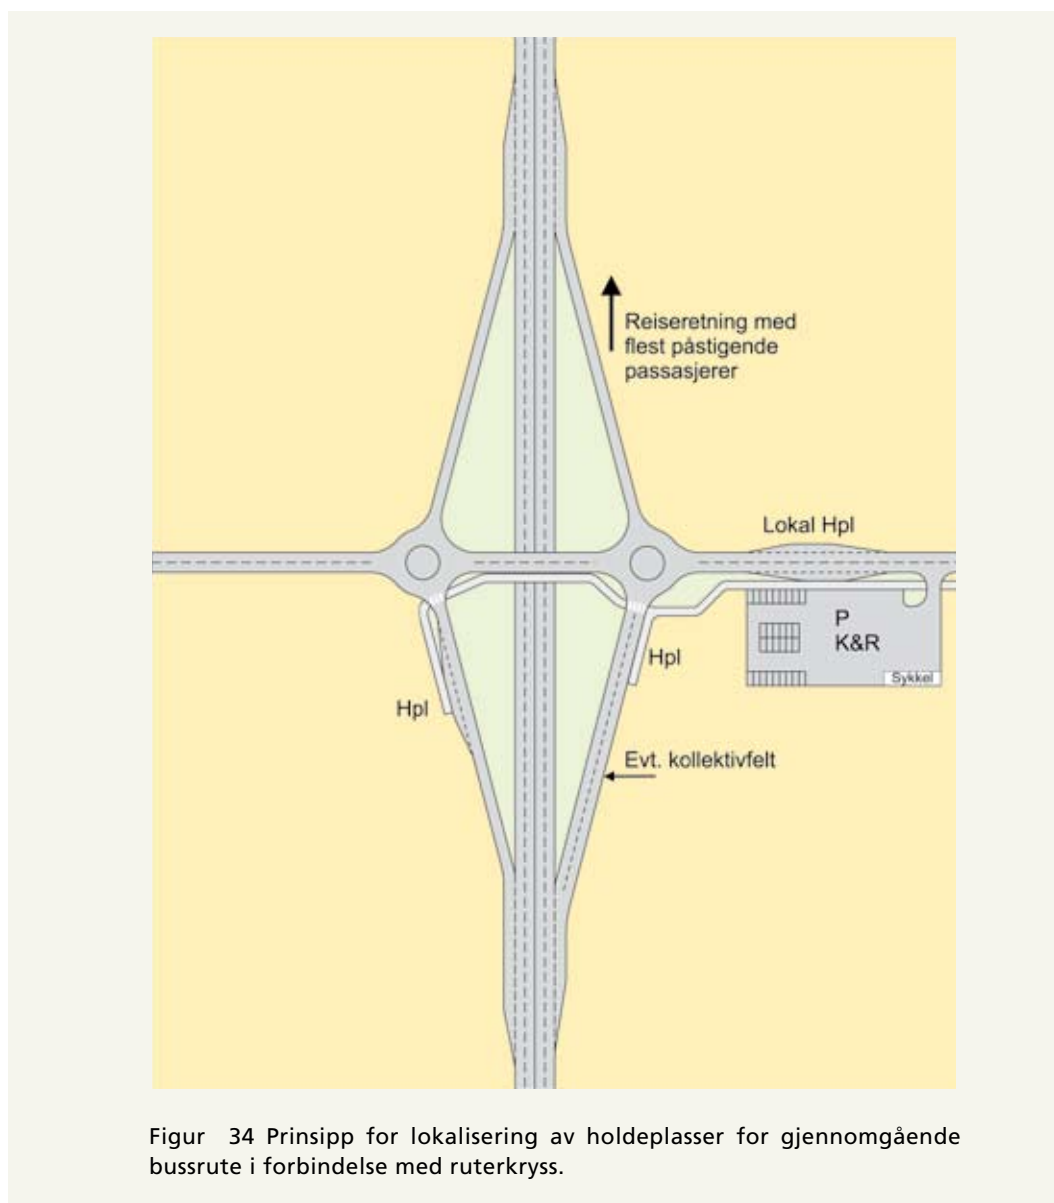 Reiseretning med
flest påstigende
passasjerer
Lokal Hpl
P
K&R
Sykkel
Hpl
Hpl
Evt. kollektivfelt
Figur 34 Prinsipp for lokalisering av holdeplasser for gjennomgående
bussrute i forbindelse med ruterkryss.